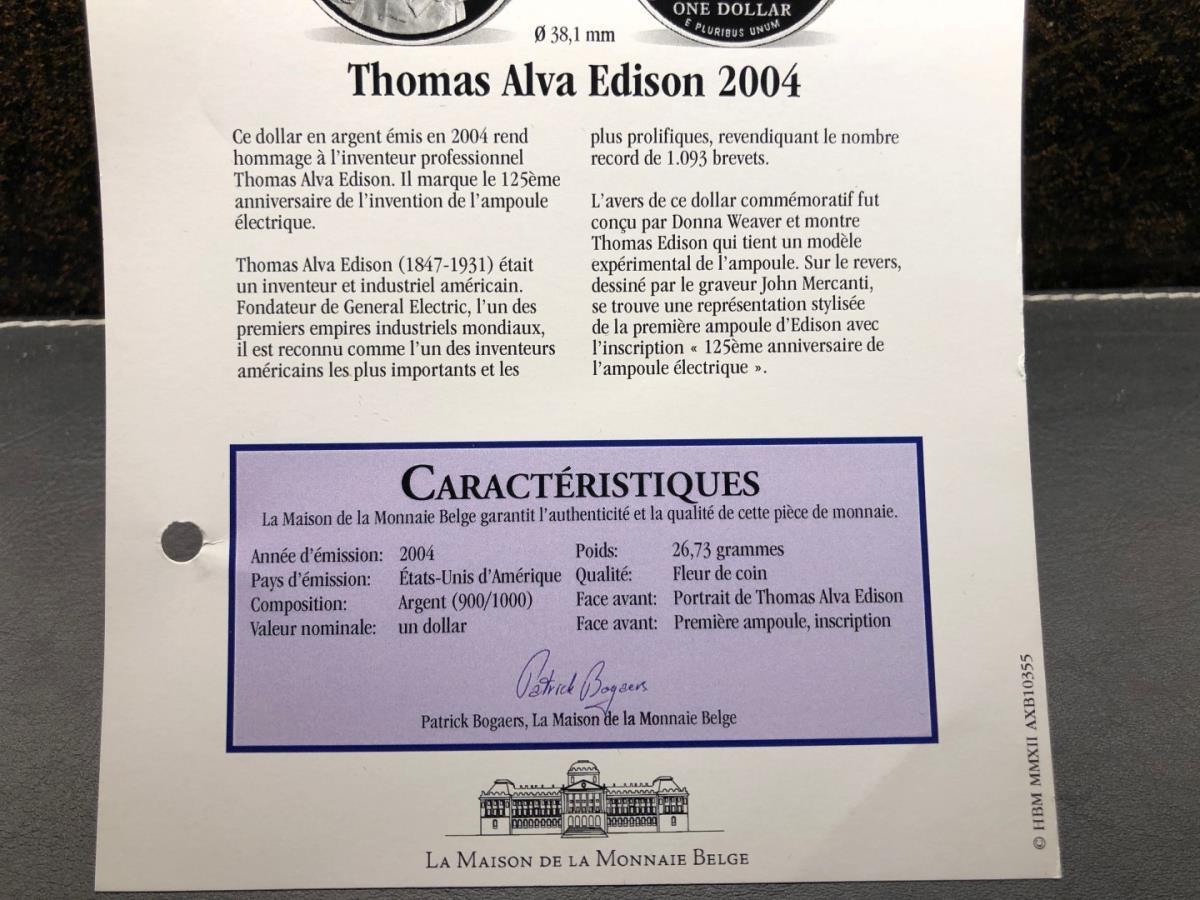 ONE DOLLAR
E PLURIBUS UNUM
Ø 38,1 mm
Thomas Alva Edison 2004
Ce dollar en argent émis en 2004 rend
hommage à l'inventeur professionnel
Thomas Alva Edison. Il marque le 125ème
anniversaire de l'invention de l'ampoule
électrique.
Thomas Alva Edison (1847-1931) était
un inventeur et industriel américain.
Fondateur de General Electric, l'un des
premiers empires industriels mondiaux,
il est reconnu comme l'un des inventeurs
américains les plus importants et les
plus prolifiques, revendiquant le nombre
record de 1.093 brevets.
L'avers de ce dollar commémoratif fut
conçu par Donna Weaver et montre
Thomas Edison qui tient un modèle
expérimental de l'ampoule. Sur le revers,
dessiné par le graveur John Mercanti,
se trouve une représentation stylisée
de la première ampoule d'Edison avec
l'inscription « 125ème anniversaire de
l'ampoule électrique ».
CARACTÉRISTIQUES
La Maison de la Monnaie Belge garantit l'authenticité et la qualité de cette pièce de monnaie.
Année d'émission: 2004
Pays d'émission: États-Unis d'Amérique
Composition: Argent (900/1000)
Valeur nominale: un dollar
Poids: 26,73 grammes
Qualité: Fleur de coin
Face avant: Portrait de Thomas Alva Edison
Face avant: Première ampoule, inscription
Patrick Bogaers
Patrick Bogaers, La Maison de la Monnaie Belge
LA MAISON DE LA MONNAIE BELGE
© HBM MMXII AXB10355